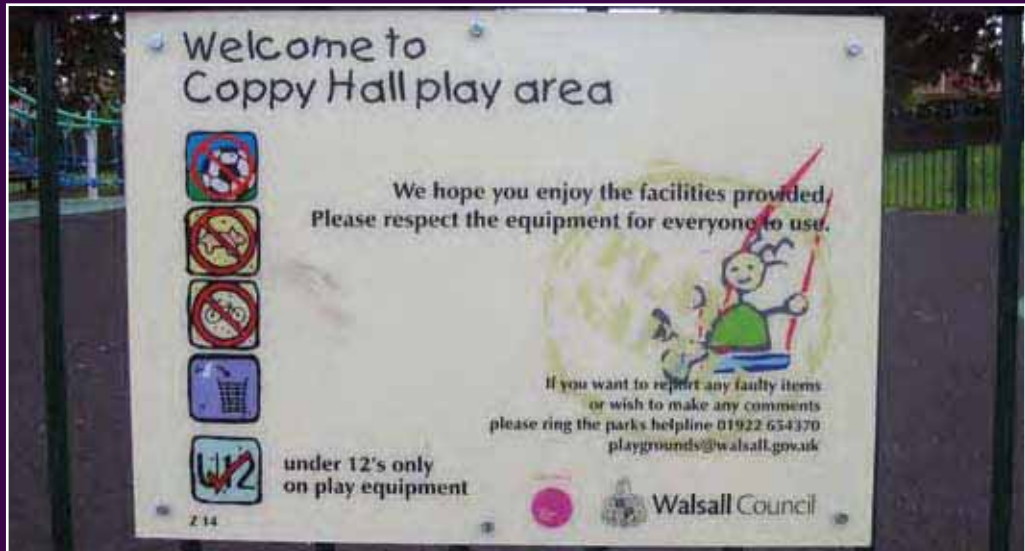 Welcome to
Coppy Hall play area
We hope you enjoy the facilities provided.
Please respect the equipment for everyone to use.
If you want to report any faulty items
or wish to make any comments
please ring the parks helpline 01922 654370
playgrounds@walsall.gov.uk
U12
under 12's only
on play equipment
Walsall Council
Z 14